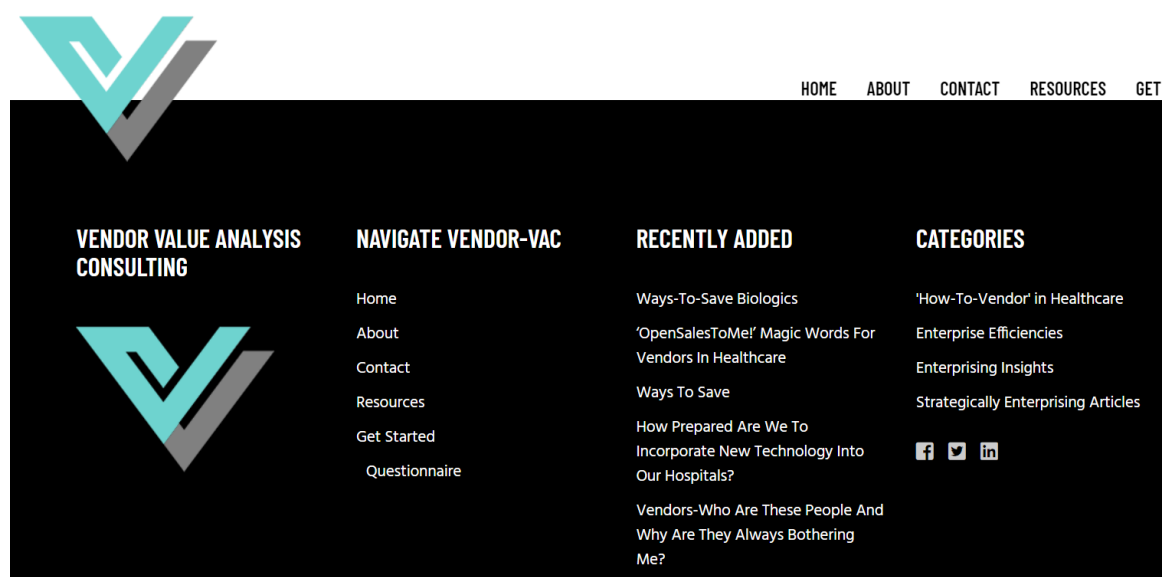 HOME ABOUT CONTACT RESOURCES GET
VENDOR VALUE ANALYSIS
CONSULTING
NAVIGATE VENDOR-VAC
Home
About
Contact
Resources
Get Started
Questionnaire
RECENTLY ADDED
Ways-To-Save Biologics
‘OpenSalesToMe!’ Magic Words For
Vendors In Healthcare
Ways To Save
How Prepared Are We To
Incorporate New Technology Into
Our Hospitals?
Vendors-Who Are These People And
Why Are They Always Bothering
Me?
CATEGORIES
'How-To-Vendor' in Healthcare
Enterprise Efficiencies
Enterprising Insights
Strategically Enterprising Articles